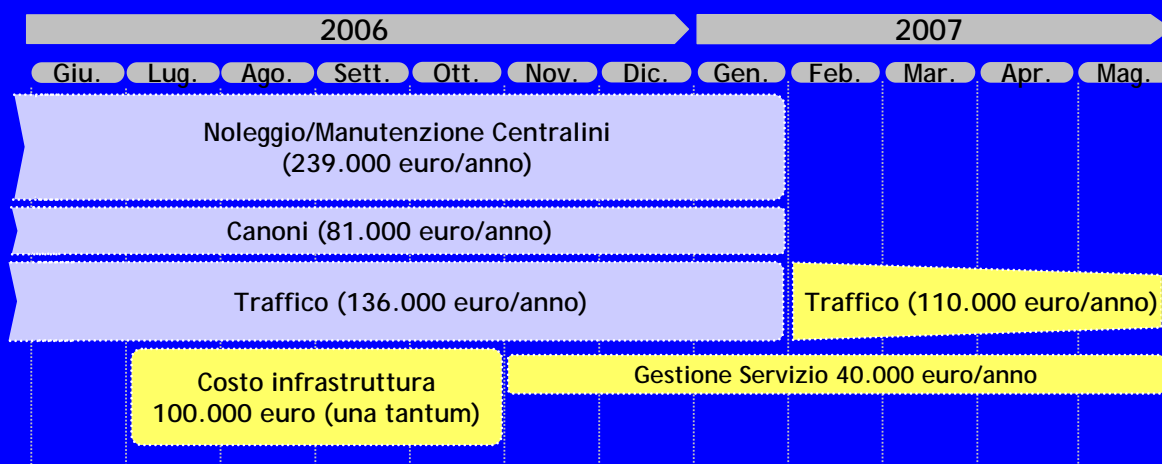 2006
2007
Giu. Lug. Ago. Sett. Ott. Nov. Dic. Gen. Feb. Mar. Apr. Mag.
Noleggio/Manutenzione Centralini
(239.000 euro/anno)
Canoni (81.000 euro/anno)
Traffico (136.000 euro/anno)
Traffico (110.000 euro/anno)
Costo infrastruttura
100.000 euro (una tantum)
Gestione Servizio 40.000 euro/anno